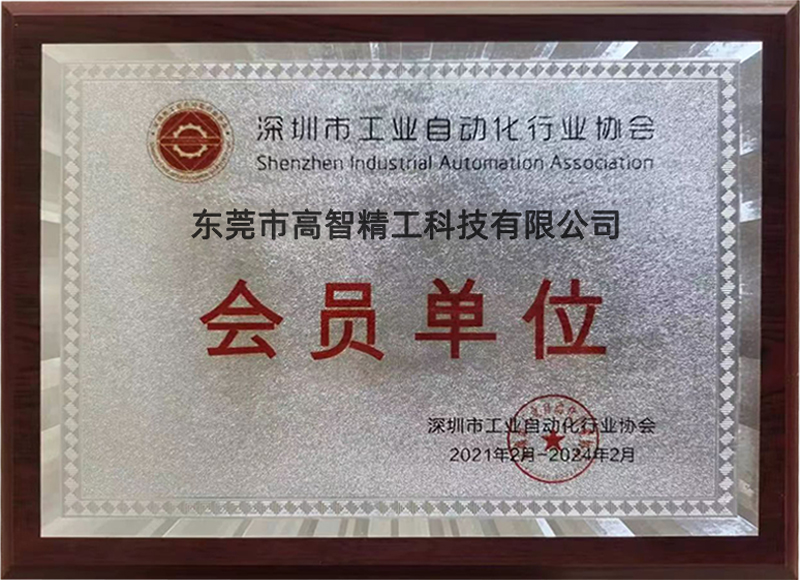 深圳市工业自动化行业协会
Shenzhen Industrial Automation Association
东莞市高智精工科技有限公司
会员单位
深圳市工业自动化行业协会
2021年2月-2024年2月